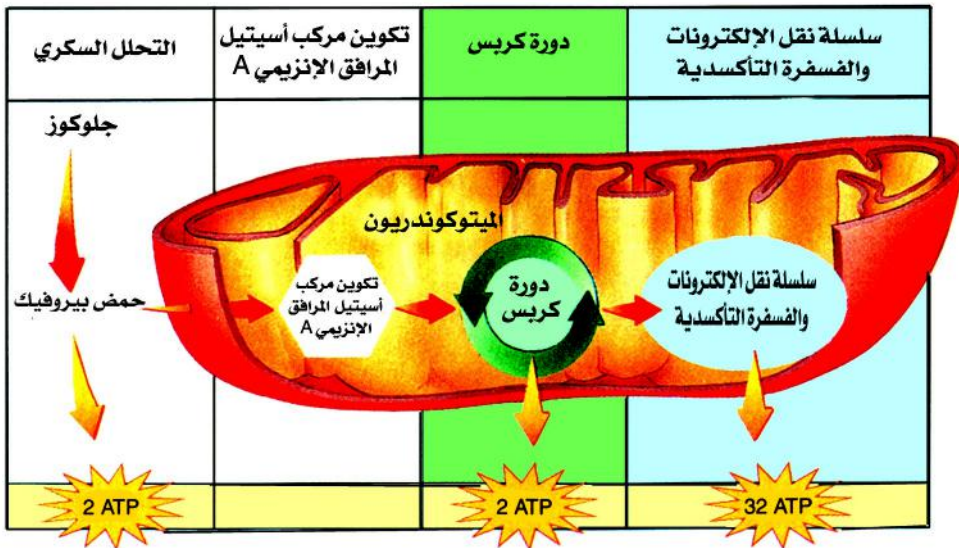 التحلل السكري
تكوين مركب أسيتيل
المرافق الإنزيمي A
دورة كربس
سلسلة نقل الإلكترونات
والفسفرة التأكسدية
جلوكوز
الميتوكوندريون
حمض بيروفيك
تكوين مركب
أسيتيل المرافق
الإنزيمي A
دورة
كربس
سلسلة نقل الإلكترونات
والفسفرة التأكسدية
2 ATP
2 ATP
32 ATP